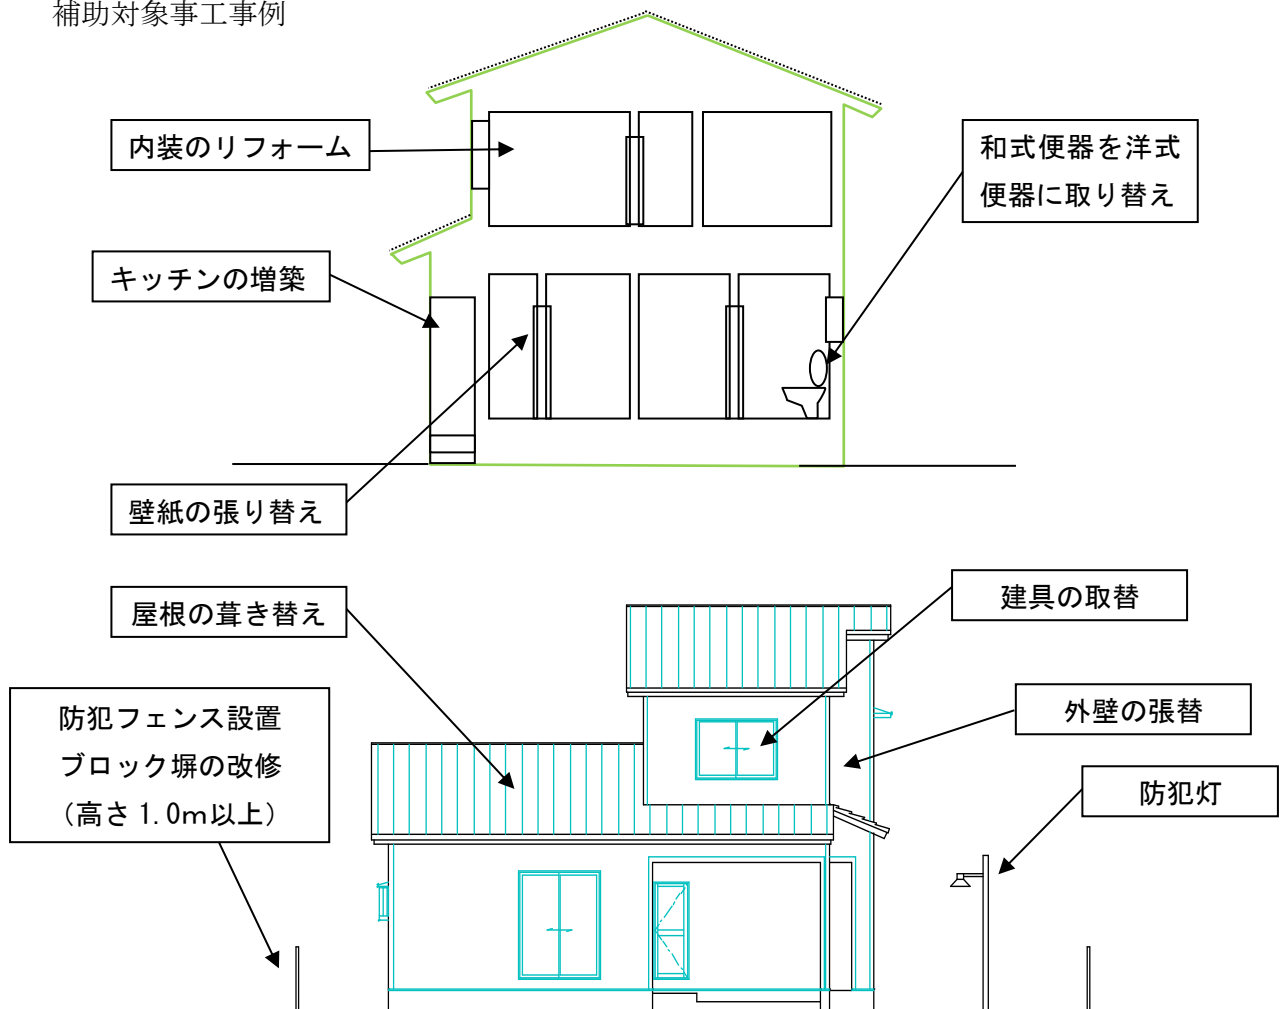 補助対象事工事例
内装のリフォーム
和式便器を洋式
便器に取り替え
キッチンの増築
壁紙の張り替え
屋根の葺き替え
建具の取替
防犯フェンス設置
ブロック塀の改修
(高さ1.0m以上)
外壁の張替
防犯灯